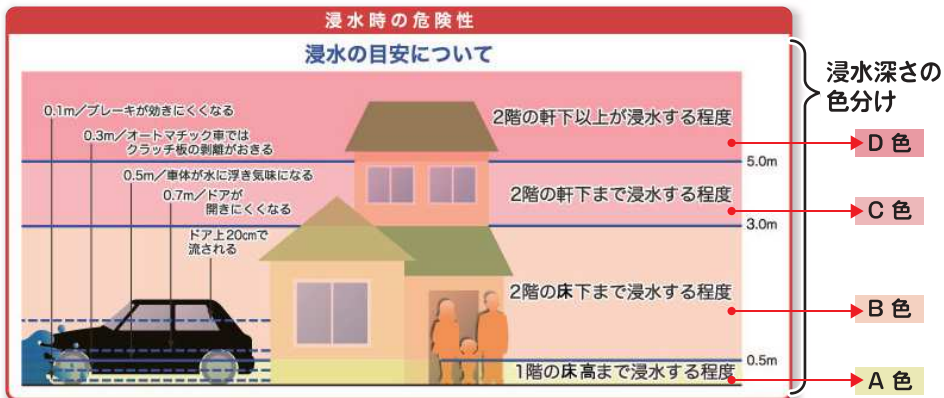 浸水時の危険性
浸水の目安について
浸水深さの
色分け
0.1m／ブレーキが効きにくくなる
2階の軒下以上が浸水する程度
0.3m／オートマチック車では
クラッチ板の剥離がおきる
D 色
5.0m
0.5m／車体が水に浮き気味になる
0.7m／ドアが
開きにくくなる
2階の軒下まで浸水する程度
C 色
3.0m
ドア上20cmで
流される
2階の床下まで浸水する程度
B 色
0.5m
1階の床高まで浸水する程度
A 色